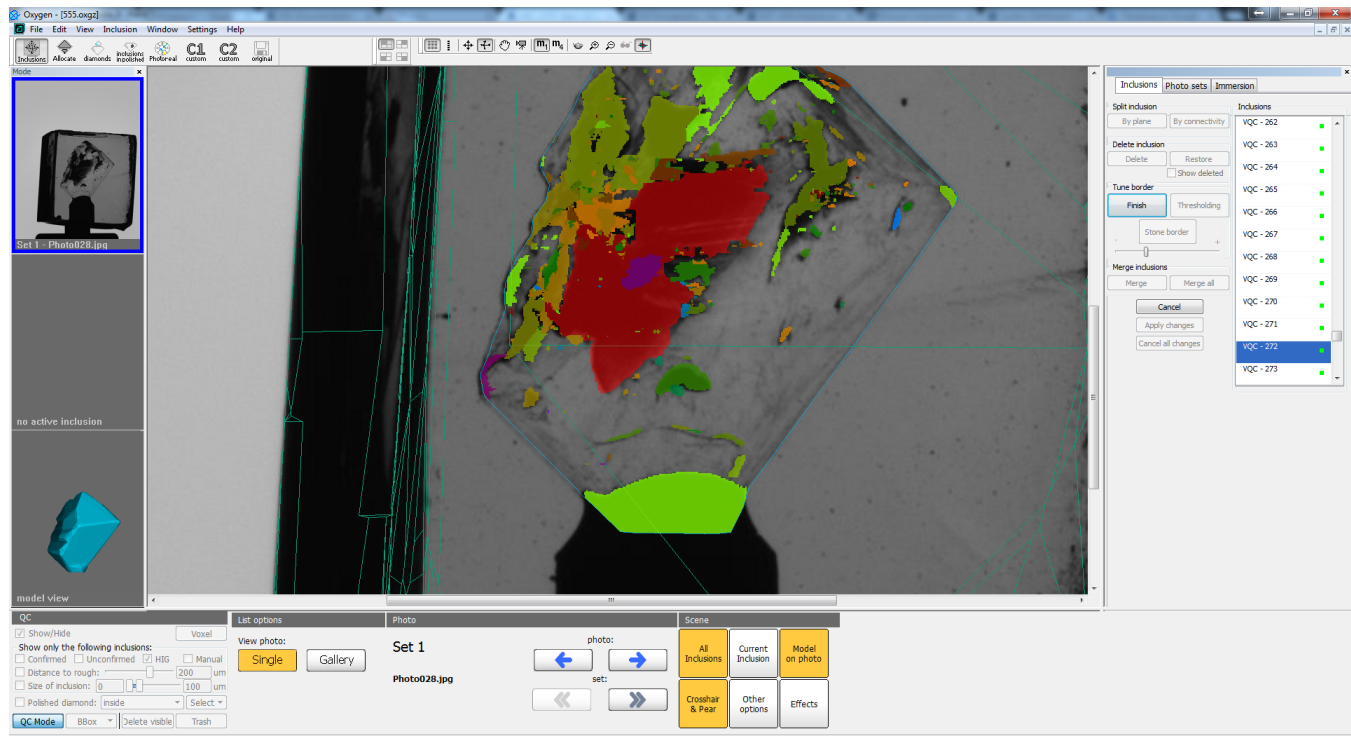 Oxygen - [555.oxgz]
File Edit View Inclusion Window Settings Help
Inclusions Allocate diamonds inclusions inpolished Photoreal C1 custom C2 custom original
m₁ m₆
Mode
Set 1 - Photo028.jpg
no active inclusion
model view
Inclusions Photo sets Immersion
Split inclusion
By plane By connectivity
Delete inclusion
Delete Restore
Show deleted
Tune border
Finish Thresholding
Stone border
- +
Merge inclusions
Merge Merge all
Cancel
Apply changes
Cancel all changes
Inclusions
VQC - 262
VQC - 263
VQC - 264
VQC - 265
VQC - 266
VQC - 267
VQC - 268
VQC - 269
VQC - 270
VQC - 271
VQC - 272
VQC - 273
QC
Show/Hide Voxel
Show only the following inclusions:
Confirmed Unconfirmed HIG Manual
Distance to rough: 200 um
Size of inclusion: 0 100 um
Polished diamond: inside Select
QC Mode BBox Delete visible Trash
List options
View photo:
Single Gallery
Photo
Set 1
Photo028.jpg
photo:
set:
Scene
All Inclusions
Current Inclusion
Model on photo
Crosshair & Pear
Other options
Effects